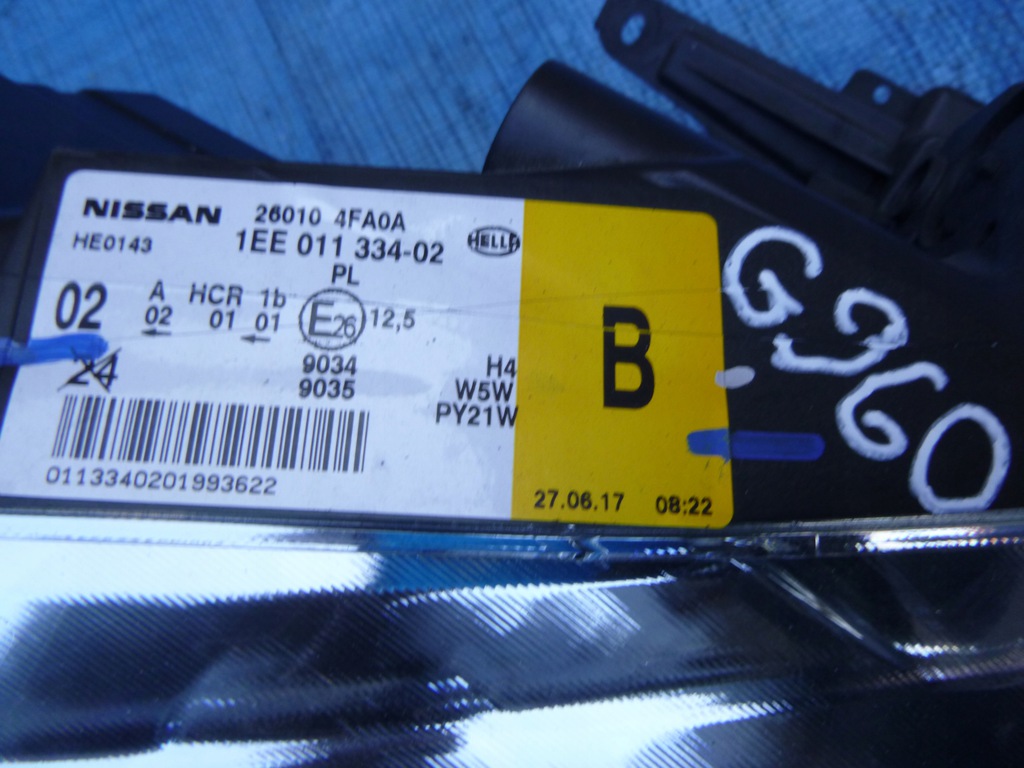 NISSAN 26010 4FA0A
HE0143 1EE 011 334-02 HELLA
PL
02 A HCR 1b E26 12,5
02 01 01
24 9034 H4
9035 W5W
PY21W
B
0113340201993622
27.06.17 08:22
G960